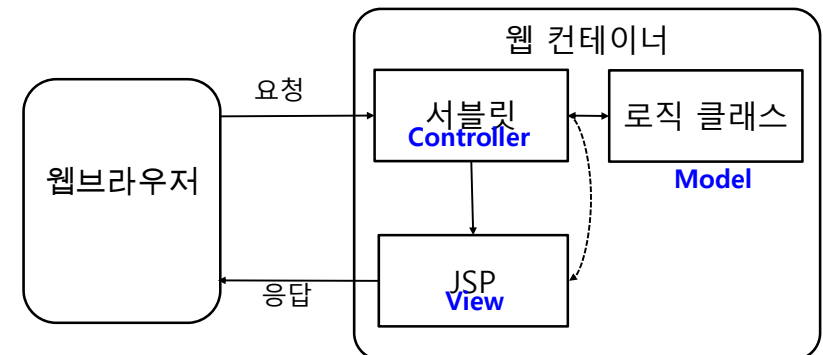 웹 컨테이너
요청
서블릿
Controller
로직 클래스
Model
웹브라우저
JSP
View
응답